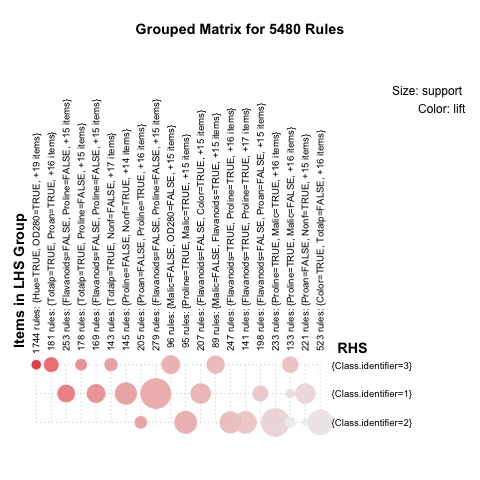 Grouped Matrix for 5480 Rules
Size: support
Color: lift
Items in LHS Group
1744 rules: {Hue=TRUE, OD280=TRUE, +19 items}
181 rules: {Totalp=TRUE, Proan=TRUE, +16 items}
253 rules: {Flavanoids=FALSE, Proline=FALSE, +15 items}
178 rules: {Totalp=TRUE, Proline=TRUE, +15 items}
169 rules: {Flavanoids=FALSE, Proline=FALSE, +15 items}
143 rules: {Totalp=TRUE, Nonf=FALSE, +17 items}
145 rules: {Proline=FALSE, Nonf=TRUE, +14 items}
205 rules: {Proan=FALSE, Proline=TRUE, +16 items}
279 rules: {Flavanoids=FALSE, Proline=FALSE, +15 items}
96 rules: {Malic=FALSE, OD280=FALSE, +15 items}
95 rules: {Proline=TRUE, Malic=TRUE, +15 items}
207 rules: {Flavanoids=FALSE, Color=TRUE, +15 items}
89 rules: {Malic=FALSE, Flavanoids=TRUE, +15 items}
247 rules: {Flavanoids=TRUE, Proline=TRUE, +16 items}
141 rules: {Flavanoids=TRUE, Proline=TRUE, +17 items}
198 rules: {Flavanoids=FALSE, Proan=FALSE, +15 items}
233 rules: {Proline=TRUE, Malic=TRUE, +16 items}
133 rules: {Proline=TRUE, Malic=FALSE, +16 items}
221 rules: {Proan=FALSE, Nonf=TRUE, +15 items}
523 rules: {Color=TRUE, Totalp=FALSE, +16 items}
RHS
{Class.identifier=3}
{Class.identifier=1}
{Class.identifier=2}